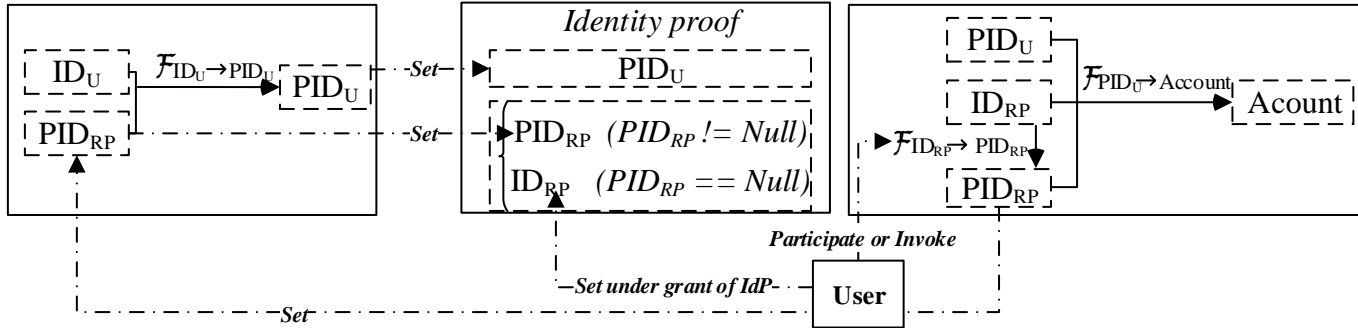 ID_U
PID_RP
ℱ_ID_U→PID_U
PID_U
Set
Set
Identity proof
PID_U
PID_RP (PID_RP != Null)
ID_RP (PID_RP == Null)
PID_U
ID_RP
PID_RP
ℱ_PID_U→Account
ℱ_ID_RP→ PID_RP
Acount
Participate or Invoke
Set under grant of IdP
User
Set